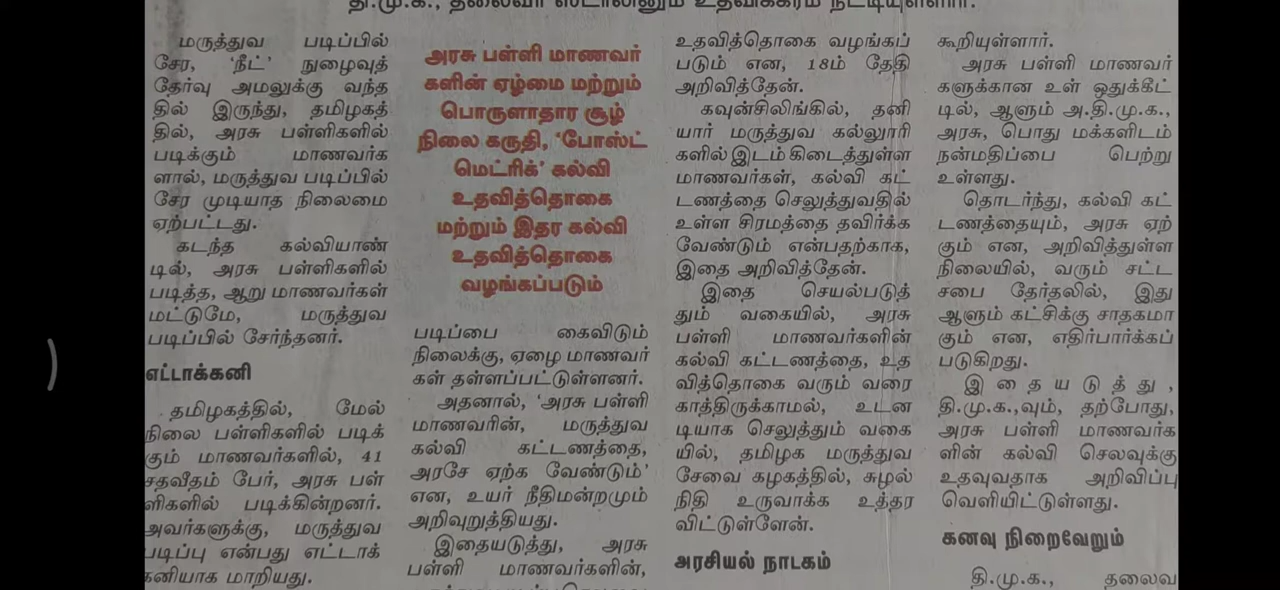 தி.மு.க., தலைவர் ஸ்டாலினும் உதவிக்கரம் நீட்டியுள்ளார்.
மருத்துவ படிப்பில்
சேர, 'நீட்' நுழைவுத்
தேர்வு அமலுக்கு வந்த
தில் இருந்து, தமிழகத்
தில், அரசு பள்ளிகளில்
படிக்கும் மாணவர்க
ளால், மருத்துவ படிப்பில்
சேர முடியாத நிலைமை
ஏற்பட்டது.
கடந்த கல்வியாண்
டில், அரசு பள்ளிகளில்
படித்த, ஆறு மாணவர்கள்
மட்டுமே, மருத்துவ
படிப்பில் சேர்ந்தனர்.
எட்டாக்கனி
தமிழகத்தில், மேல்
நிலை பள்ளிகளில் படிக்
கும் மாணவர்களில், 41
சதவீதம் பேர், அரசு பள்
ளிகளில் படிக்கின்றனர்.
அவர்களுக்கு, மருத்துவ
படிப்பு என்பது எட்டாக்
கனியாக மாறியது.
அரசு பள்ளி மாணவர்
களின் ஏழ்மை மற்றும்
பொருளாதார சூழ்
நிலை கருதி, 'போஸ்ட்
மெட்ரிக்' கல்வி
உதவித்தொகை
மற்றும் இதர கல்வி
உதவித்தொகை
வழங்கப்படும்
படிப்பை கைவிடும்
நிலைக்கு, ஏழை மாணவர்
கள் தள்ளப்பட்டுள்ளனர்.
அதனால், 'அரசு பள்ளி
மாணவரின், மருத்துவ
கல்வி கட்டணத்தை,
அரசே ஏற்க வேண்டும்'
என, உயர் நீதிமன்றமும்
அறிவுறுத்தியது.
இதையடுத்து, அரசு
பள்ளி மாணவர்களின்,
உதவித்தொகை வழங்கப்
படும் என, 18ம் தேதி
அறிவித்தேன்.
கவுன்சிலிங்கில், தனி
யார் மருத்துவ கல்லுாரி
களில் இடம் கிடைத்துள்ள
மாணவர்கள், கல்வி கட்
டணத்தை செலுத்துவதில்
உள்ள சிரமத்தை தவிர்க்க
வேண்டும் என்பதற்காக,
இதை அறிவித்தேன்.
இதை செயல்படுத்
தும் வகையில், அரசு
பள்ளி மாணவர்களின்
கல்வி கட்டணத்தை, உத
வித்தொகை வரும் வரை
காத்திருக்காமல், உடன
டியாக செலுத்தும் வகை
யில், தமிழக மருத்துவ
சேவை கழகத்தில், சுழல்
நிதி உருவாக்க உத்தர
விட்டுள்ளேன்.
அரசியல் நாடகம்
கூறியுள்ளார்.
அரசு பள்ளி மாணவர்
களுக்கான உள் ஒதுக்கீட்
டில், ஆளும் அ.தி.மு.க.,
அரசு, பொது மக்களிடம்
நன்மதிப்பை பெற்று
உள்ளது.
தொடர்ந்து, கல்வி கட்
டணத்தையும், அரசு ஏற்
கும் என, அறிவித்துள்ள
நிலையில், வரும் சட்ட
சபை தேர்தலில், இது
ஆளும் கட்சிக்கு சாதகமா
கும் என, எதிர்பார்க்கப்
படுகிறது.
இதையடுத்து,
தி.மு.க.,வும், தற்போது,
அரசு பள்ளி மாணவர்க
ளின் கல்வி செலவுக்கு
உதவுவதாக அறிவிப்பு
வெளியிட்டுள்ளது.
கனவு நிறைவேறும்
தி.மு.க., தலைவ